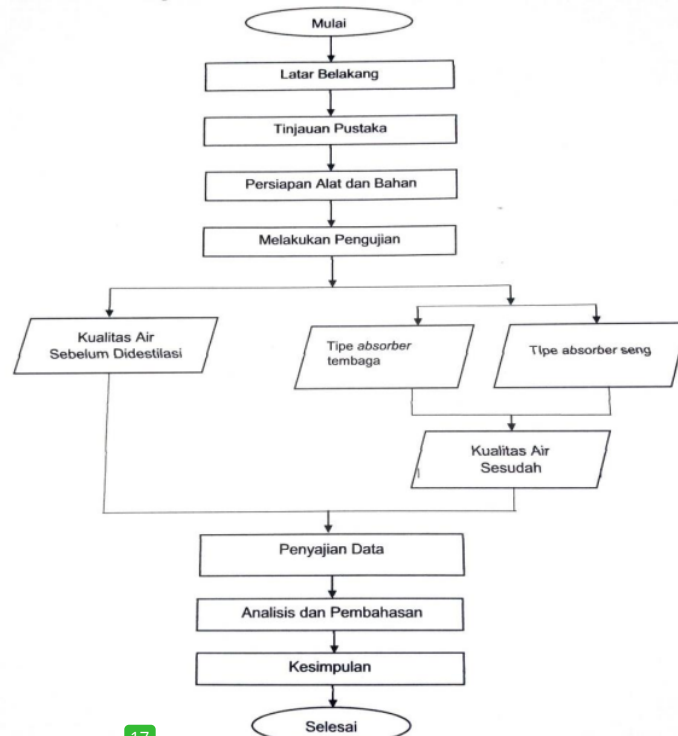 Mulai
Latar Belakang
Tinjauan Pustaka
Persiapan Alat dan Bahan
Melakukan Pengujian
Kualitas Air
Sebelum Didestilasi
Tipe absorber
tembaga
TIpe absorber seng
Kualitas Air
Sesudah
Penyajian Data
Analisis dan Pembahasan
Kesimpulan
Selesai
17